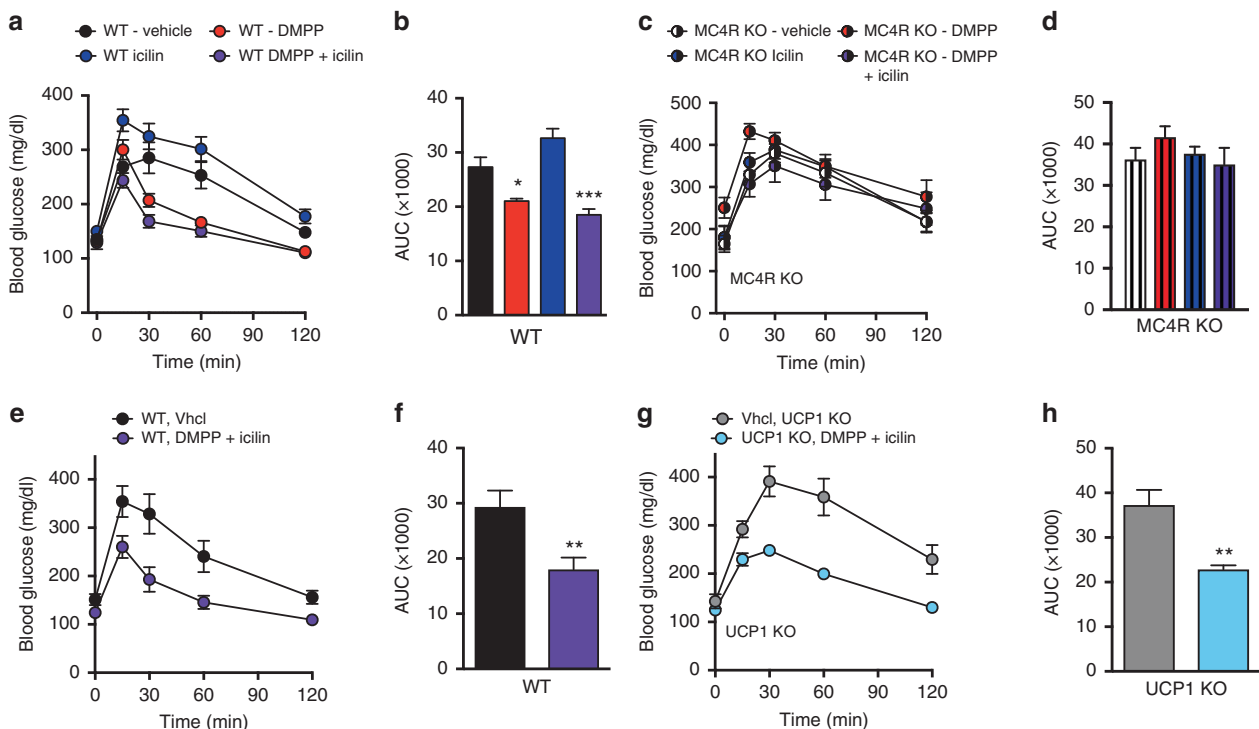 a
WT - vehicle WT - DMPP
WT icilin WT DMPP + icilin
Blood glucose (mg/dl)
400
300
200
100
0
0 30 60 90 120
Time (min)
b
AUC (×1000)
40
30
20
10
0
*
***
WT
c
MC4R KO - vehicle MC4R KO - DMPP
MC4R KO Icilin MC4R KO - DMPP
+ icilin
Blood glucose (mg/dl)
500
400
300
200
100
0
MC4R KO
0 30 60 90 120
Time (min)
d
AUC (×1000)
50
40
30
20
10
0
MC4R KO
e
WT, Vhcl
WT, DMPP + icilin
Blood glucose (mg/dl)
400
300
200
100
0
0 30 60 90 120
Time (min)
f
AUC (×1000)
40
30
20
10
0
**
WT
g
Vhcl, UCP1 KO
UCP1 KO, DMPP + icilin
Blood glucose (mg/dl)
400
300
200
100
0
UCP1 KO
0 30 60 90 120
Time (min)
h
AUC (×1000)
50
40
30
20
10
0
**
UCP1 KO